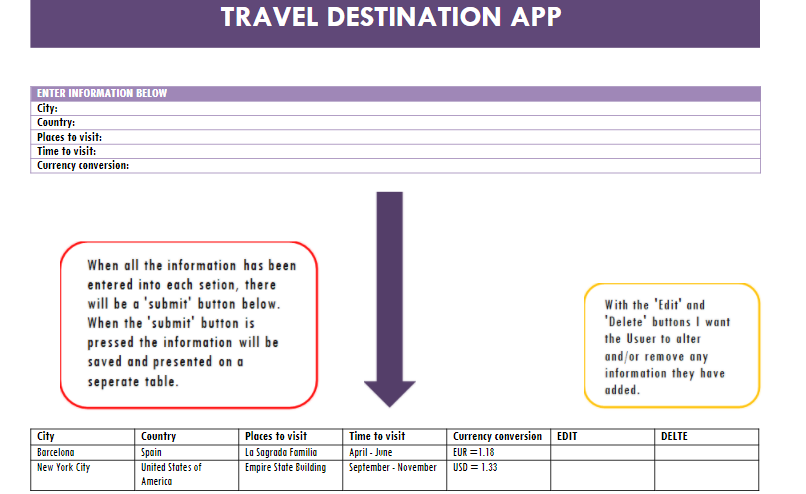 TRAVEL DESTINATION APP
ENTER INFORMATION BELOW
City:
Country:
Places to visit:
Time to visit:
Currency conversion:
When all the information has been
entered into each setion, there
will be a 'submit' button below.
When the 'submit' button is
pressed the information will be
saved and presented on a
seperate table.
With the 'Edit' and
'Delete' buttons I want
the Usuer to alter
and/or remove any
information they have
added.
City Country Places to visit Time to visit Currency conversion EDIT DELTE
Barcelona Spain La Sagrada Familia April - June EUR =1.18
New York City United States of Empire State Building September - November USD = 1.33
America